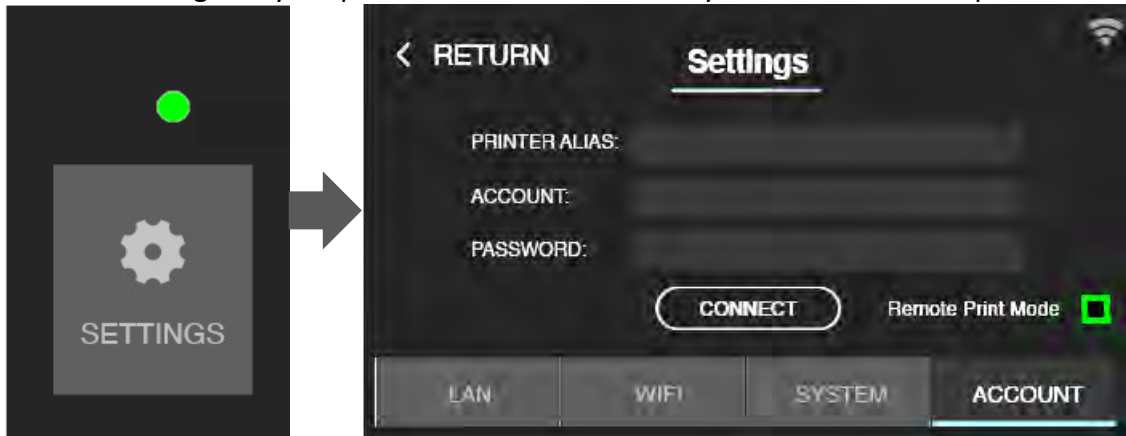 SETTINGS
< RETURN
Settings
PRINTER ALIAS:
ACCOUNT:
PASSWORD:
CONNECT
Remote Print Mode
LAN
WIFI
SYSTEM
ACCOUNT